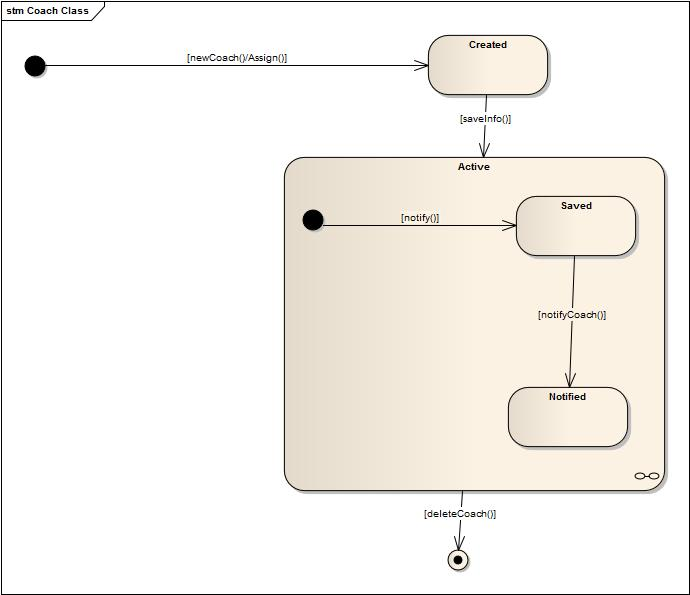 stm Coach Class
Created
[newCoach()/Assign()]
[saveInfo()]
Active
Saved
[notify()]
[notifyCoach()]
Notified
[deleteCoach()]